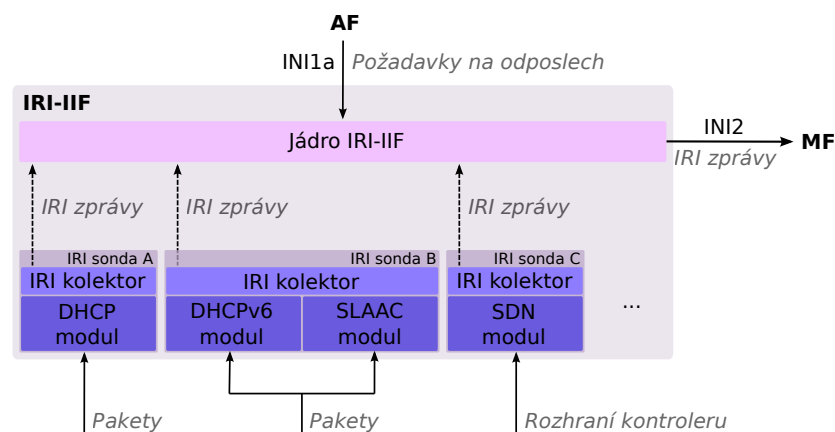 AF
INI1a Požadavky na odposlech
IRI-IIF
Jádro IRI-IIF
INI2
MF
IRI zprávy
IRI zprávy IRI zprávy IRI zprávy
IRI sonda A IRI sonda B IRI sonda C
IRI kolektor IRI kolektor IRI kolektor
DHCP modul
DHCPv6 modul
SLAAC modul
SDN modul
...
Pakety Pakety Rozhraní kontroleru